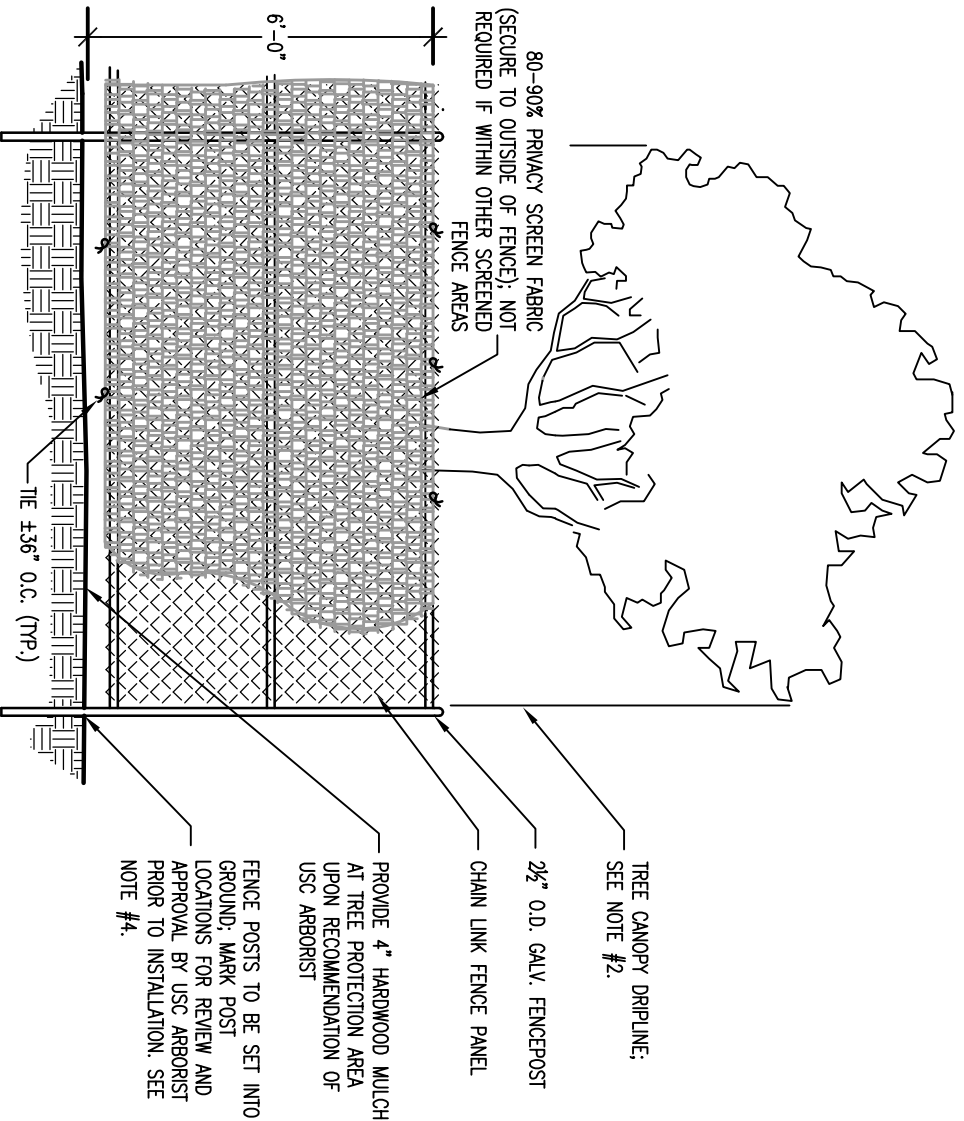 TREE CANOPY DRIPLINE;
SEE NOTE #2.
2½" O.D. GALV. FENCEPOST
CHAIN LINK FENCE PANEL
PROVIDE 4" HARDWOOD MULCH
AT TREE PROTECTION AREA
UPON RECOMMENDATION OF
USC ARBORIST
FENCE POSTS TO BE SET INTO
GROUND; MARK POST
LOCATIONS FOR REVIEW AND
APPROVAL BY USC ARBORIST
PRIOR TO INSTALLATION. SEE
NOTE #4.
80-90% PRIVACY SCREEN FABRIC
(SECURE TO OUTSIDE OF FENCE); NOT
REQUIRED IF WITHIN OTHER SCREENED
FENCE AREAS
6'-0"
TIE ±36" O.C. (TYP.)